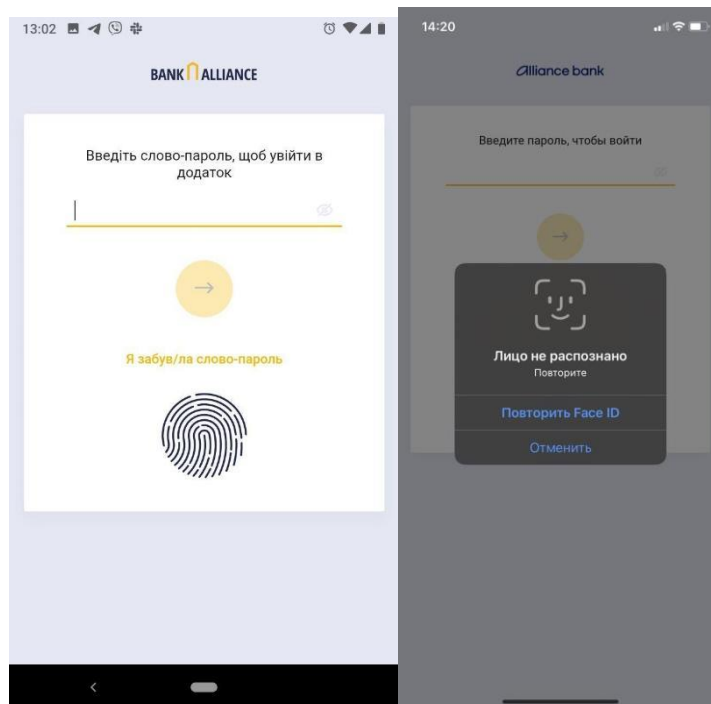 13:02
BANK ALLIANCE
Введіть слово-пароль, щоб увійти в
додаток
Я забув/ла слово-пароль
14:20
Alliance bank
Введите пароль, чтобы войти
Лицо не распознано
Повторите
Повторить Face ID
Отменить